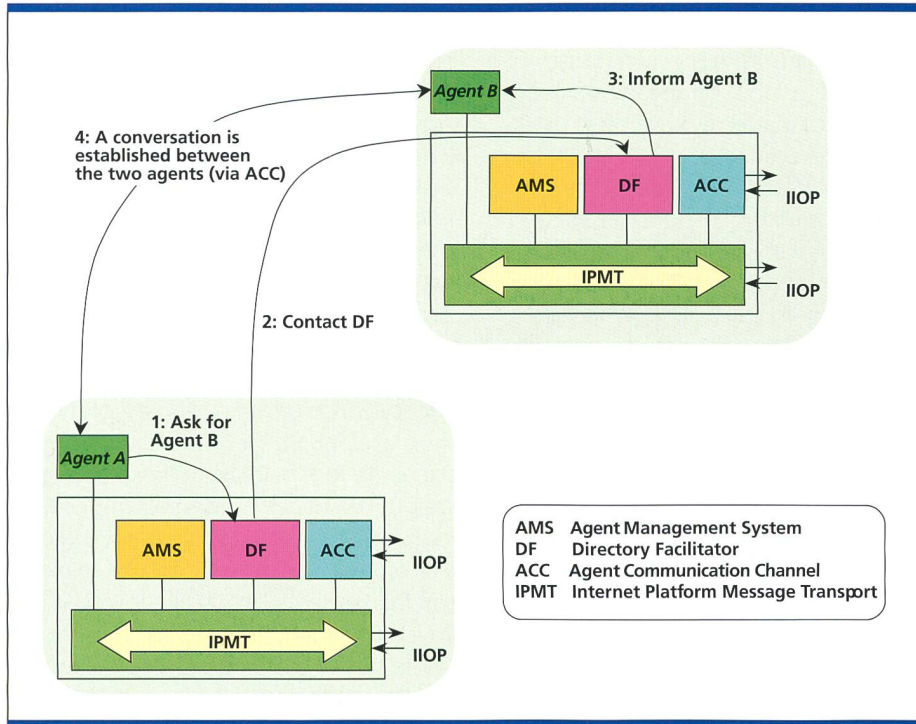 3: Inform Agent B
Agent B
4: A conversation is
established between
the two agents (via ACC)
AMS
DF
ACC
IIOP
IPMT
IIOP
2: Contact DF
1: Ask for
Agent B
Agent A
AMS
DF
ACC
IIOP
IPMT
IIOP
AMS Agent Management System
DF Directory Facilitator
ACC Agent Communication Channel
IPMT Internet Platform Message Transport